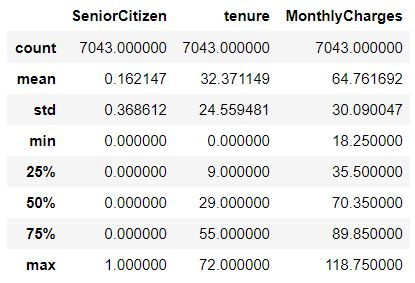 SeniorCitizen tenure MonthlyCharges
count 7043.000000 7043.000000 7043.000000
mean 0.162147 32.371149 64.761692
std 0.368612 24.559481 30.090047
min 0.000000 0.000000 18.250000
25% 0.000000 9.000000 35.500000
50% 0.000000 29.000000 70.350000
75% 0.000000 55.000000 89.850000
max 1.000000 72.000000 118.750000